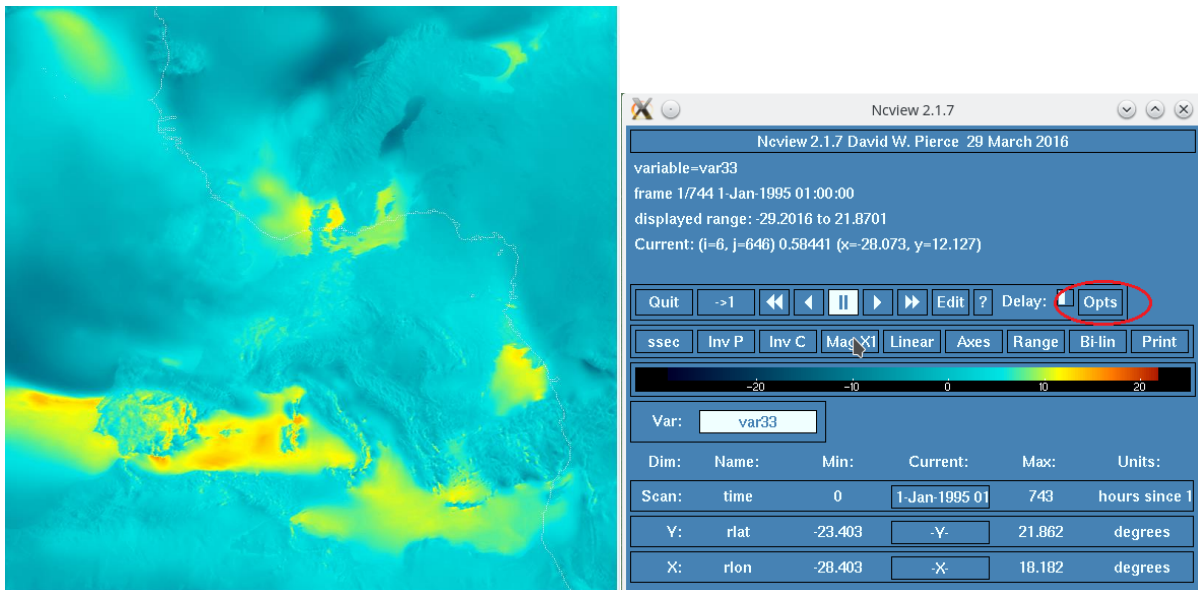 Ncview 2.1.7
Ncview 2.1.7 David W. Pierce 29 March 2016
variable=var33
frame 1/744 1-Jan-1995 01:00:00
displayed range: -29.2016 to 21.8701
Current: (i=6, j=646) 0.58441 (x=-28.073, y=12.127)
Quit ->1 Edit ? Delay: Opts
ssec Inv P Inv C Mag X1 Linear Axes Range Bi-lin Print
-20 -10 0 10 20
Var: var33
Dim: Name: Min: Current: Max: Units:
Scan: time 0 1-Jan-1995 01 743 hours since 1
Y: rlat -23.403 -Y- 21.862 degrees
X: rlon -28.403 -X- 18.182 degrees